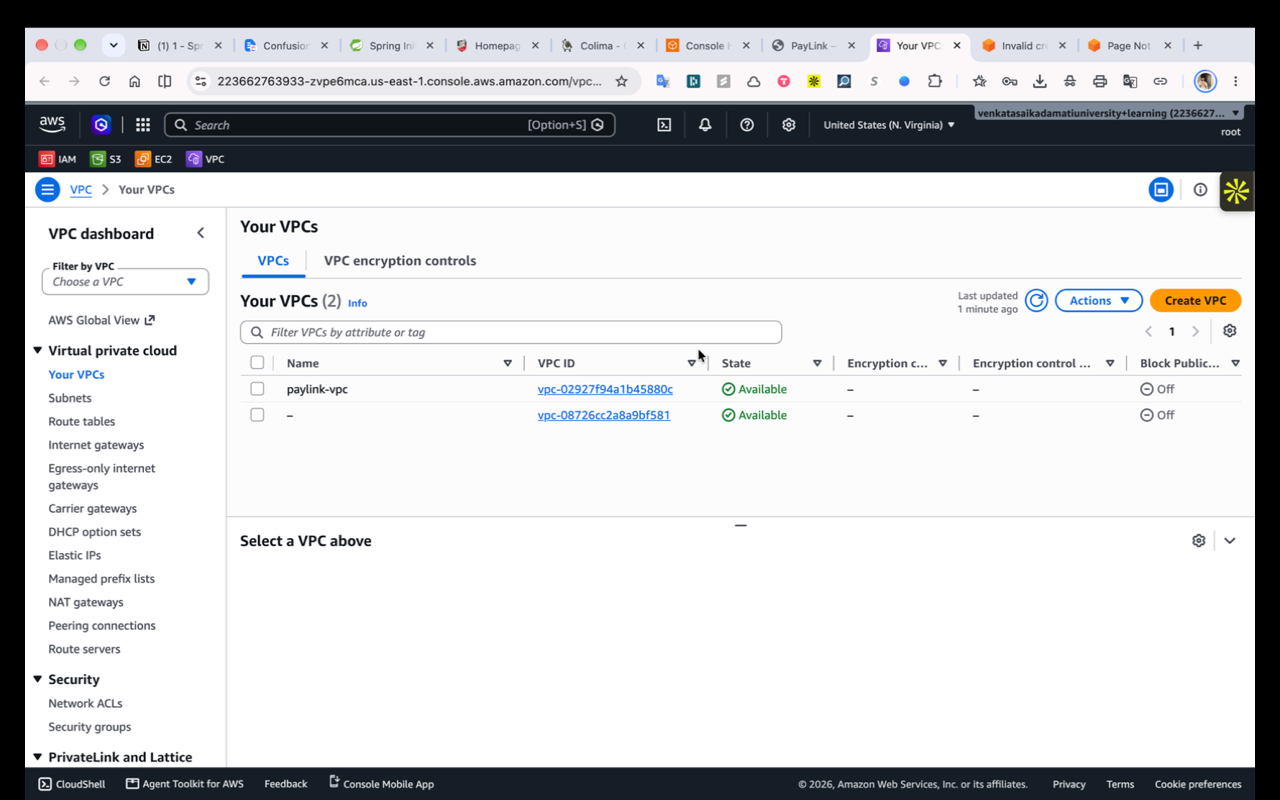 (1) 1 - Spr
Confusion
Spring Ini
Homepag
Colima - 
Console H
PayLink –
Your VPC
Invalid cr
Page Not
223662763933-zvpe6mca.us-east-1.console.aws.amazon.com/vpc...
aws
Search
[Option+S]
United States (N. Virginia)
venkatasaikadamatiuniversity+learning (2236627...
root
IAM
S3
EC2
VPC
VPC > Your VPCs
VPC dashboard
Filter by VPC
Choose a VPC
AWS Global View
Virtual private cloud
Your VPCs
Subnets
Route tables
Internet gateways
Egress-only internet
gateways
Carrier gateways
DHCP option sets
Elastic IPs
Managed prefix lists
NAT gateways
Peering connections
Route servers
Security
Network ACLs
Security groups
PrivateLink and Lattice
Your VPCs
VPCs
VPC encryption controls
Your VPCs (2) Info
Last updated
1 minute ago
Actions
Create VPC
Filter VPCs by attribute or tag
1
Name VPC ID State Encryption c... Encryption control ... Block Public...
paylink-vpc vpc-02927f94a1b45880c Available – – Off
– vpc-08726cc2a8a9bf581 Available – – Off
Select a VPC above
CloudShell
Agent Toolkit for AWS
Feedback
Console Mobile App
© 2026, Amazon Web Services, Inc. or its affiliates.
Privacy
Terms
Cookie preferences